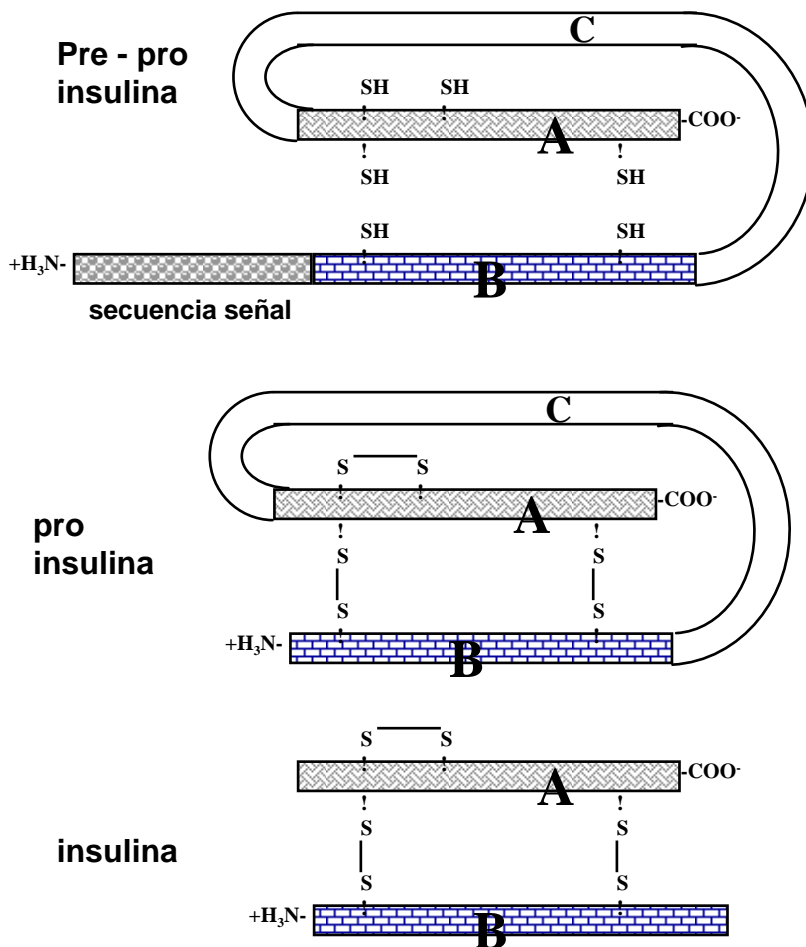 C
Pre - pro
insulina
SH SH
A
-COO-
SH SH
SH SH
+H3N-
B
secuencia señal
C
S S
A
-COO-
pro
insulina
S S
S S
+H3N-
B
S S
A
-COO-
S S
insulina
S S
+H3N-
B